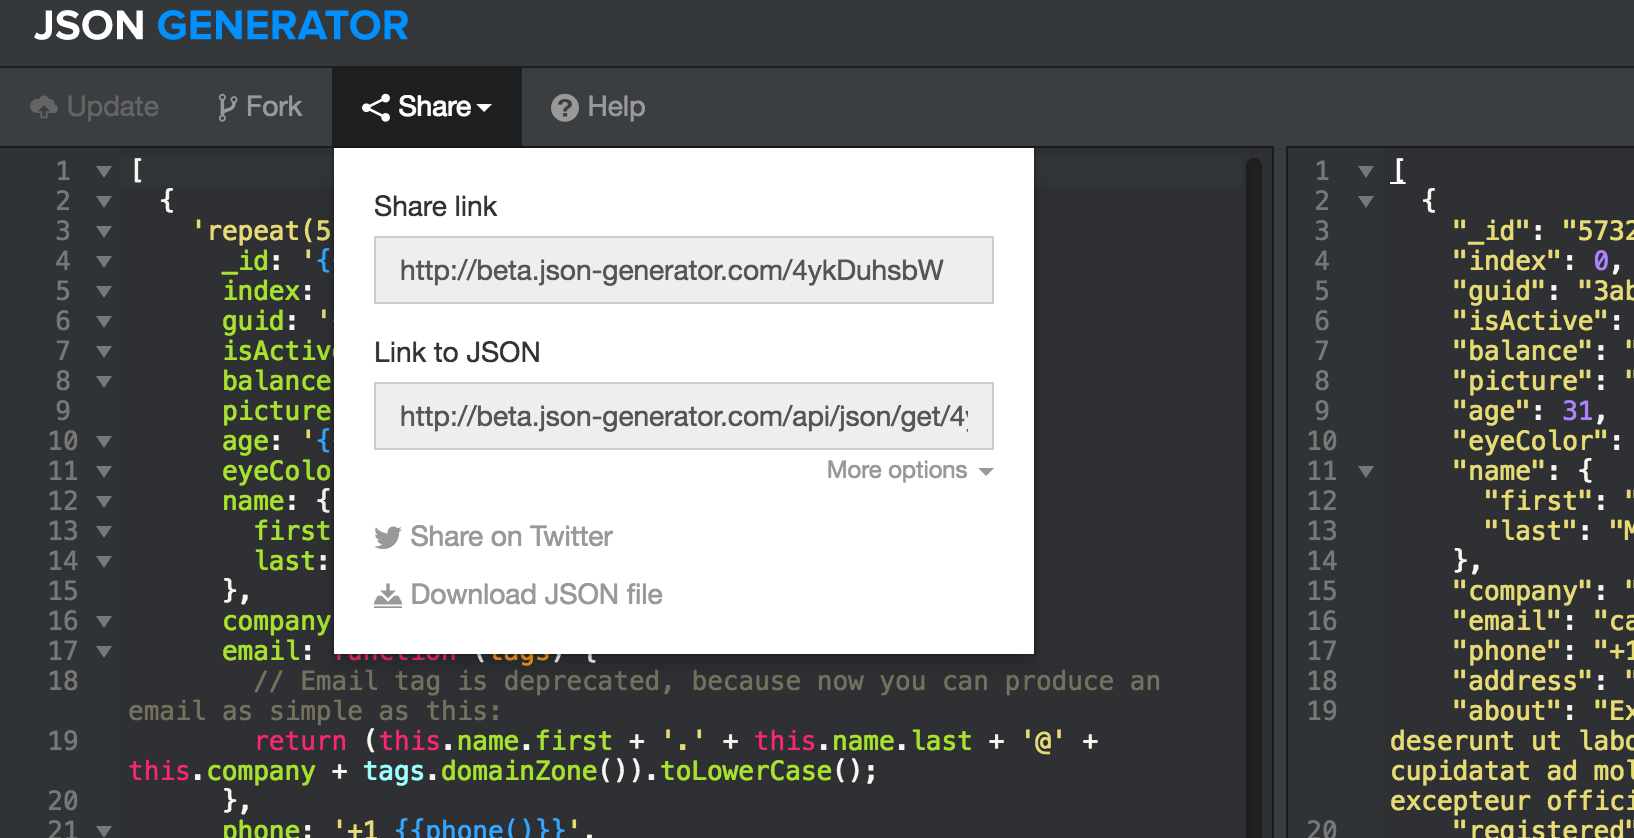 JSON GENERATOR
Update Fork Share Help
Share link
http://beta.json-generator.com/4ykDuhsbW
Link to JSON
http://beta.json-generator.com/api/json/get/4y
More options
Share on Twitter
Download JSON file
1 [
2 {
3 'repeat(5
4 _id: '{
5 index:
6 guid: '
7 isActiv
8 balance
9 picture
10 age: '{
11 eyeColo
12 name: {
13 first
14 last:
15 },
16 company
17 email: function (tags) {
18 // Email tag is deprecated, because now you can produce an
email as simple as this:
19 return (this.name.first + '.' + this.name.last + '@' +
this.company + tags.domainZone()).toLowerCase();
20 },
21 phone: '+1 {{phone()}}',
1 [
2 {
3 "_id": "5732
4 "index": 0,
5 "guid": "3ab
6 "isActive":
7 "balance": "
8 "picture": "
9 "age": 31,
10 "eyeColor":
11 "name": {
12 "first": "
13 "last": "M
14 },
15 "company": "
16 "email": "ca
17 "phone": "+1
18 "address": "
19 "about": "Ex
deserunt ut labo
cupidatat ad mol
excepteur offici
20 "registered"